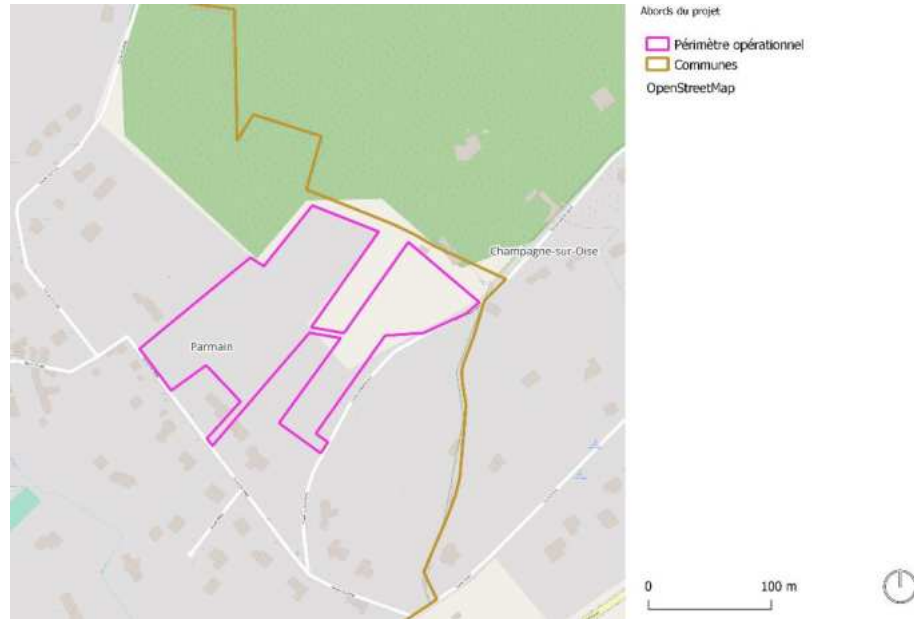 Abords du projet
Périmètre opérationnel
Communes
OpenStreetMap
Champagne-sur-Oise
Parmain
0
100 m